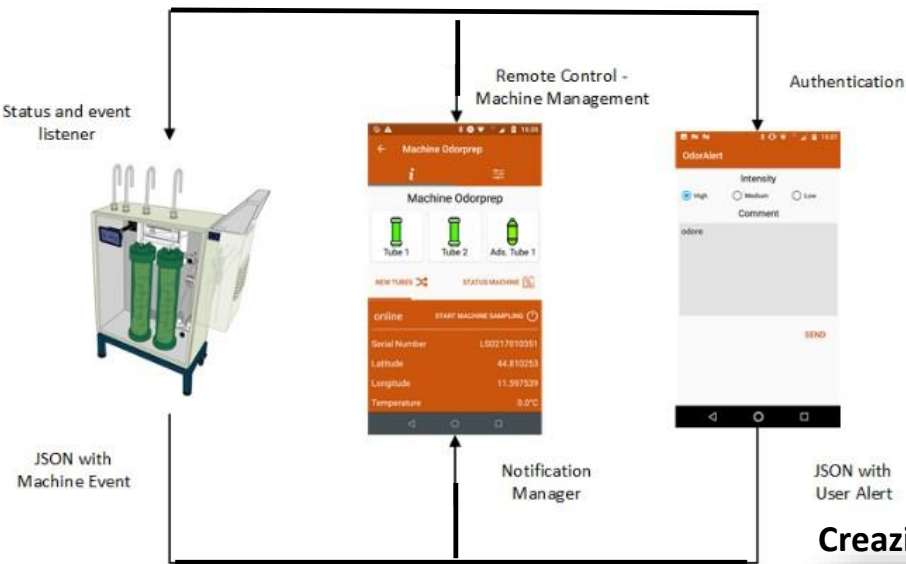 Remote Control -
Machine Management
Authentication
Status and event
listener
Machine Odorprep
i
Machine Odorprep
Tube 1
Tube 2
Ads. Tube 1
NEW TUBES
STATUS MACHINE
online
START MACHINE SAMPLING
Serial Number
LS0217010351
Latitude
44.810253
Longitude
11.597539
Temperature
0.0°C
OdorAlert
Intensity
High
Medium
Low
Comment
odore
SEND
JSON with
Machine Event
Notification
Manager
JSON with
User Alert
Creazi